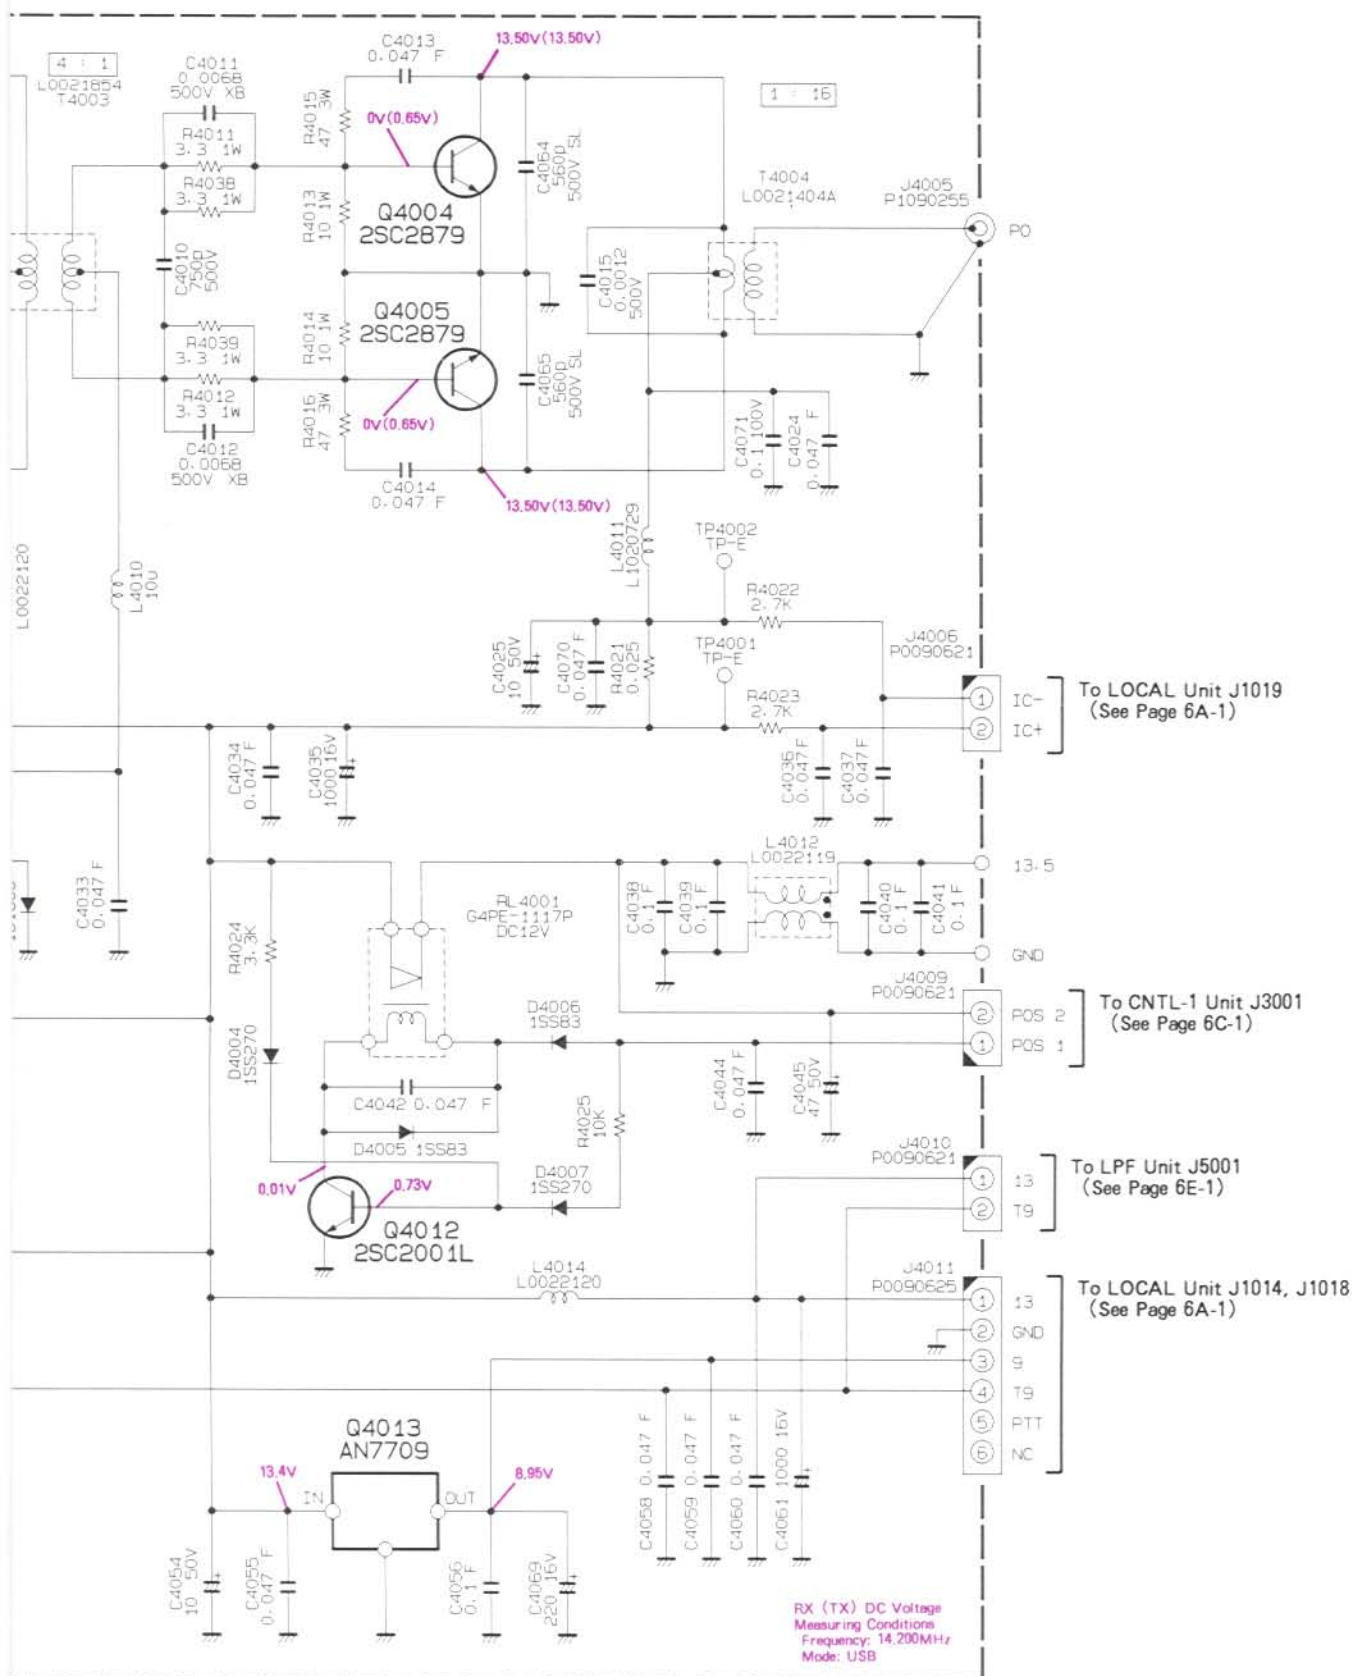 4 : 1
L0021854
T4003
C4011
0.0068
500V XB
R4011
3.3 1W
R4038
3.3 1W
C4010
750P
500V
R4039
3.3 1W
R4012
3.3 1W
C4012
0.0068
500V XB
C4013
0.047 F
13.50V(13.50V)
R4015
47 3W
0V(0.65V)
R4013
10 1W
Q4004
2SC2879
Q4005
2SC2879
R4014
10 1W
R4016
47 3W
0V(0.65V)
C4014
0.047 F
13.50V(13.50V)
C4064
560P
500V SL
C4065
560P
500V SL
1 : 16
T4004
L0021404A
J4005
P1090255
PO
C4015
0.0012
500V
C4071
0.1 100V
C4024
0.047 F
L4011
L1020729
TP4002
TP-E
L0022120
L4010
10U
R4022
2.7K
C4025
10 50V
C4070
0.047 F
R4021
0.025
TP4001
TP-E
R4023
2.7K
J4006
P0090621
1 IC-
2 IC+
To LOCAL Unit J1019
(See Page 6A-1)
C4034
0.047 F
C4035
1000 16V
C4036
0.047 F
C4037
0.047 F
C4033
0.047 F
R4024
3.3K
RL4001
G4PE-1117P
DC12V
C4038
0.1 F
C4039
0.1 F
L4012
L0022119
C4040
0.1 F
C4041
0.1 F
13.5
GND
J4009
P0090621
2 POS 2
1 POS 1
To CNTL-1 Unit J3001
(See Page 6C-1)
D4004
1SS270
D4006
1SS83
C4042 0.047 F
D4005 1SS83
R4025
10K
C4044
0.047 F
C4045
47 50V
D4007
1SS270
0.01V
0.73V
Q4012
2SC2001L
J4010
P0090621
1 13
2 T9
To LPF Unit J5001
(See Page 6E-1)
L4014
L0022120
J4011
P0090625
1 13
2 GND
3 9
4 T9
5 PTT
6 NC
To LOCAL Unit J1014, J1018
(See Page 6A-1)
Q4013
AN7709
13.4V
IN
OUT
8.95V
C4058 0.047 F
C4059 0.047 F
C4060 0.047 F
C4061 1000 16V
C4054
10 50V
C4055
0.047 F
C4056
0.1 F
C4069
220 16V
RX (TX) DC Voltage
Measuring Conditions
Frequency: 14.200MHz
Mode: USB